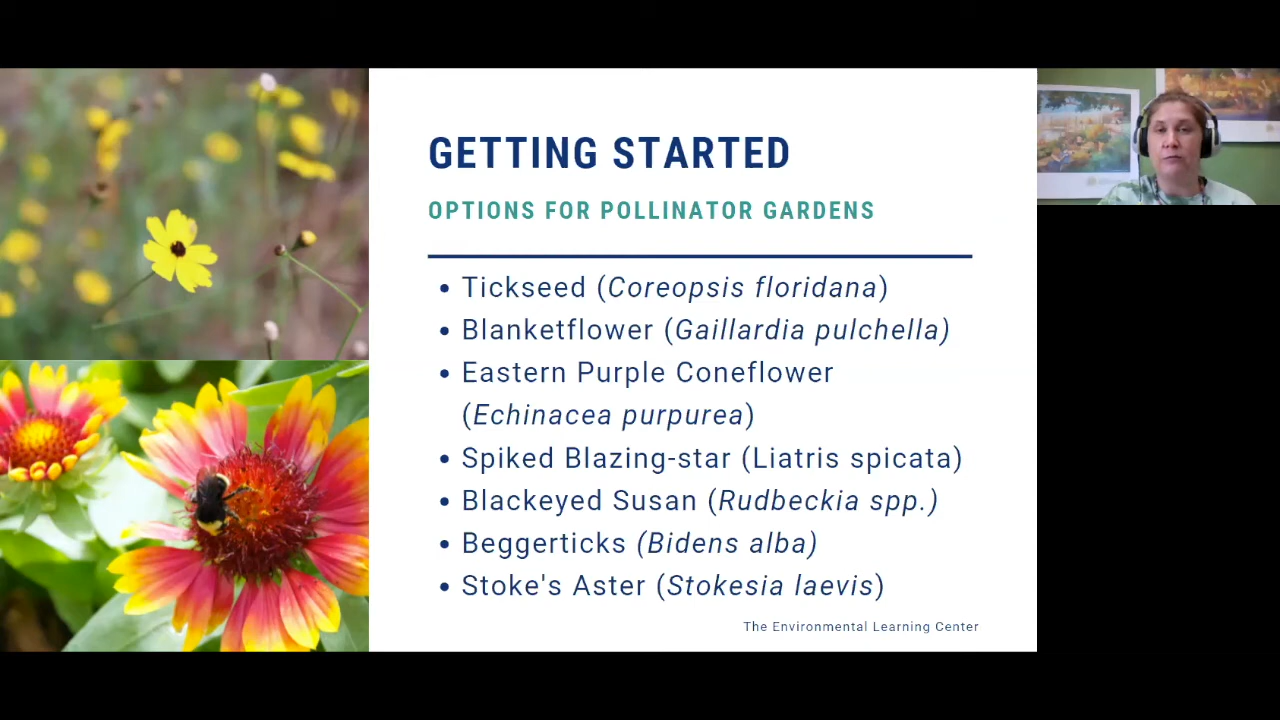 GETTING STARTED
OPTIONS FOR POLLINATOR GARDENS
• Tickseed (Coreopsis floridana)
• Blanketflower (Gaillardia pulchella)
• Eastern Purple Coneflower
(Echinacea purpurea)
• Spiked Blazing-star (Liatris spicata)
• Blackeyed Susan (Rudbeckia spp.)
• Beggerticks (Bidens alba)
• Stoke's Aster (Stokesia laevis)
The Environmental Learning Center